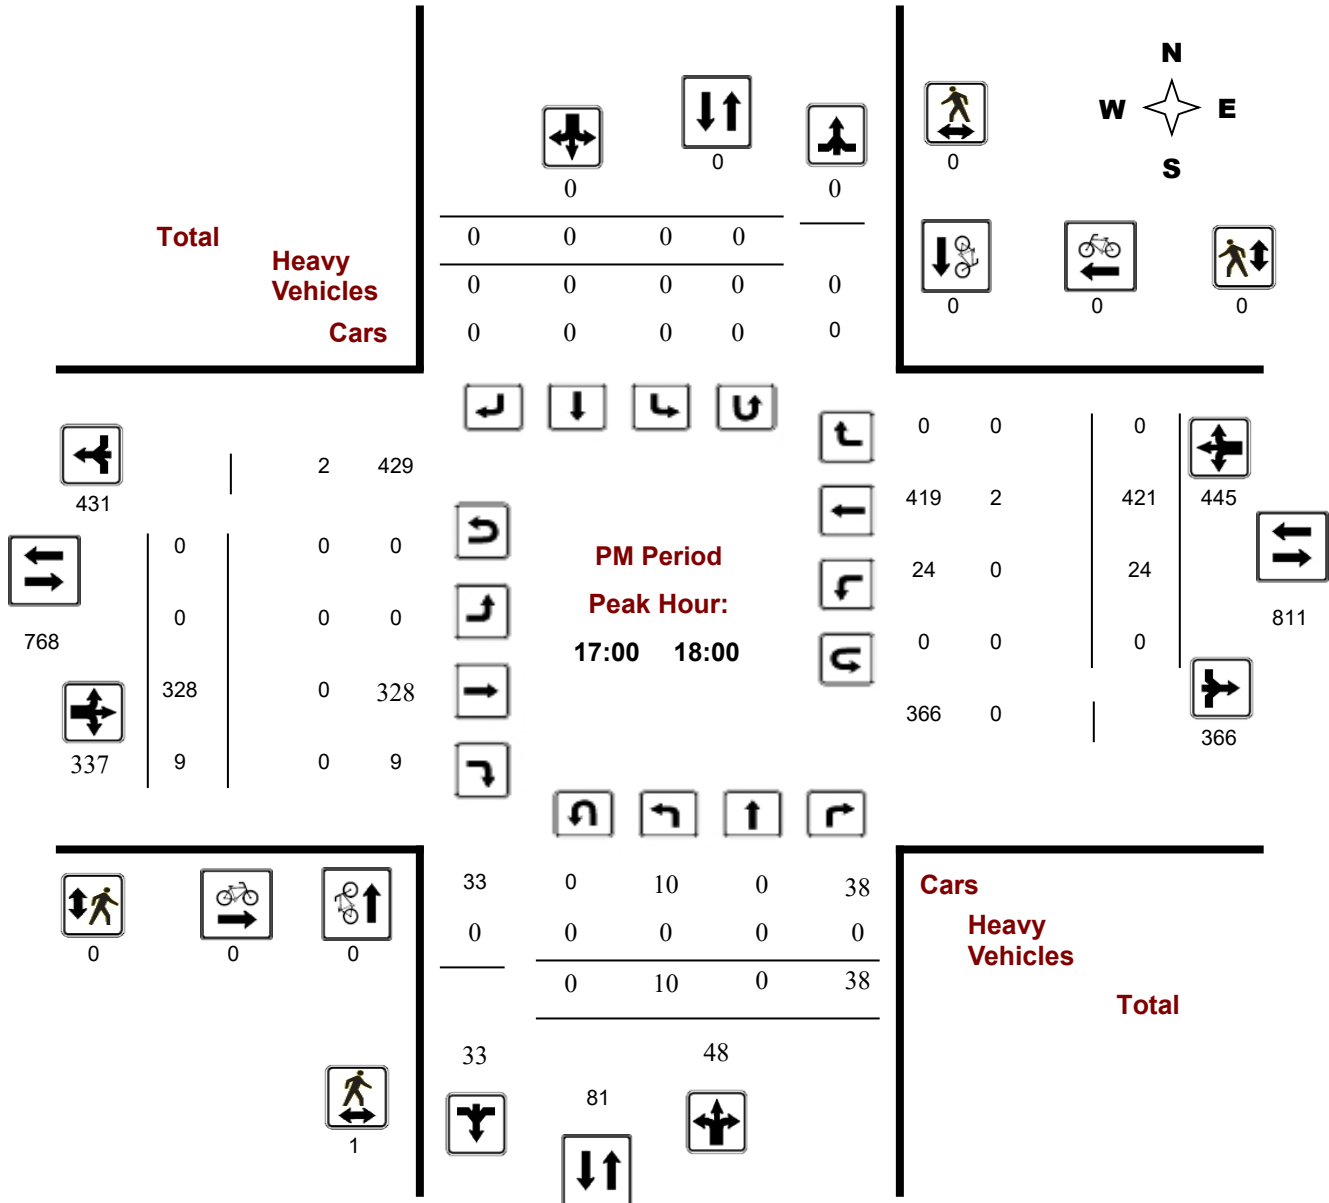 N
W E
S
0
0
0 0 0
Total
0 0 0 0
0 0 0
Heavy
Vehicles
0 0 0 0 0
Cars
0 0 0 0 0
0 0 0
2 429
431
419 2 421 445
0 0 0
PM Period
24 0 24
Peak Hour:
0 0 0
768
811
17:00 18:00
0 0 0
328 0 328
366 0
366
337 9 0 9
33 0 10 0 38
Cars
0 0 0 0 0
Heavy
Vehicles
0 0 0
0 10 0 38
Total
33 48
81
1